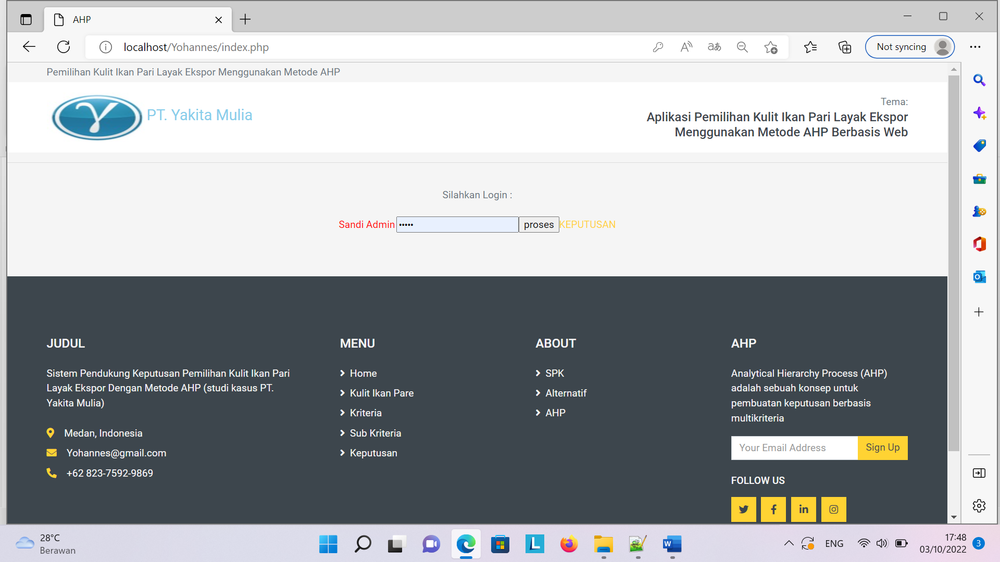 AHP
localhost/Yohannes/index.php
Not syncing
Pemilihan Kulit Ikan Pari Layak Ekspor Menggunakan Metode AHP
PT. Yakita Mulia
Tema:
Aplikasi Pemilihan Kulit Ikan Pari Layak Ekspor
Menggunakan Metode AHP Berbasis Web
Silahkan Login :
Sandi Admin ••••• proses KEPUTUSAN
JUDUL
Sistem Pendukung Keputusan Pemilihan Kulit Ikan Pari
Layak Ekspor Dengan Metode AHP (studi kasus PT.
Yakita Mulia)
Medan, Indonesia
Yohannes@gmail.com
+62 823-7592-9869
MENU
Home
Kulit Ikan Pare
Kriteria
Sub Kriteria
Keputusan
ABOUT
SPK
Alternatif
AHP
AHP
Analytical Hierarchy Process (AHP)
adalah sebuah konsep untuk
pembuatan keputusan berbasis
multikriteria
Your Email Address Sign Up
FOLLOW US
28°C
Berawan
ENG
17:48
03/10/2022
3